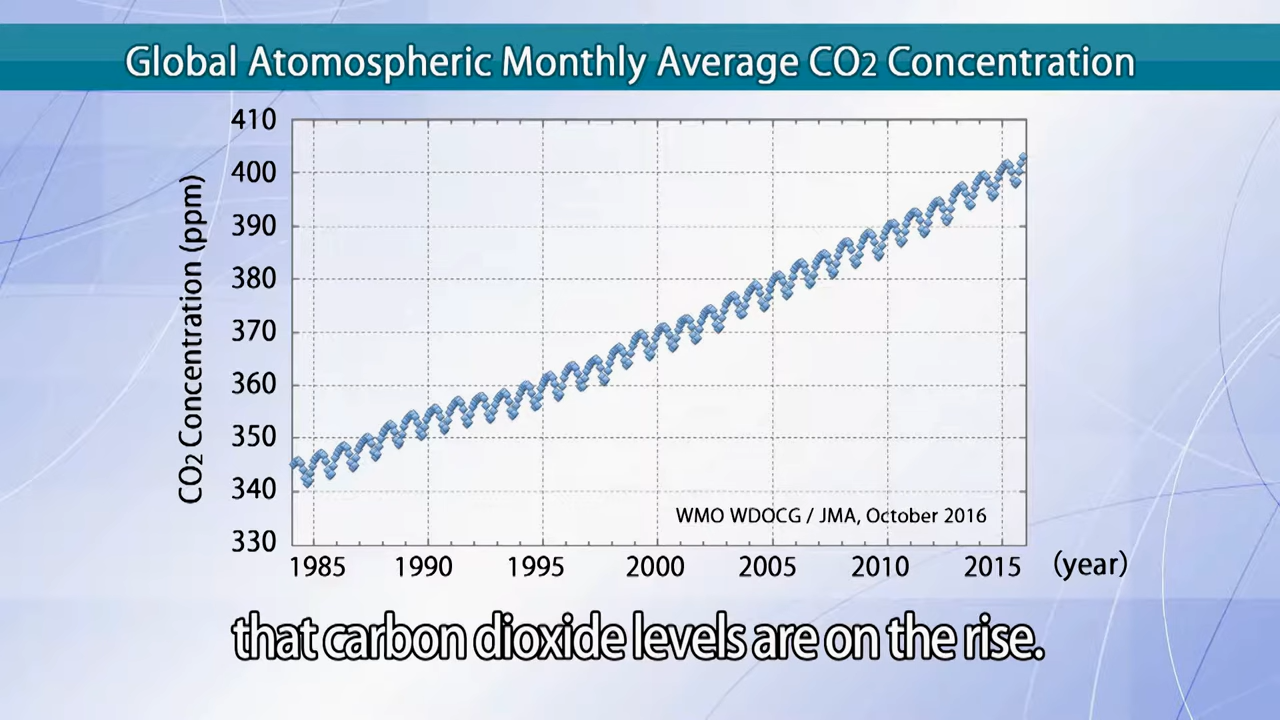 Global Atomospheric Monthly Average CO2 Concentration
410
400
390
380
370
360
350
340
330
CO2 Concentration (ppm)
WMO WDOCG / JMA, October 2016
1985 1990 1995 2000 2005 2010 2015 (year)
that carbon dioxide levels are on the rise.